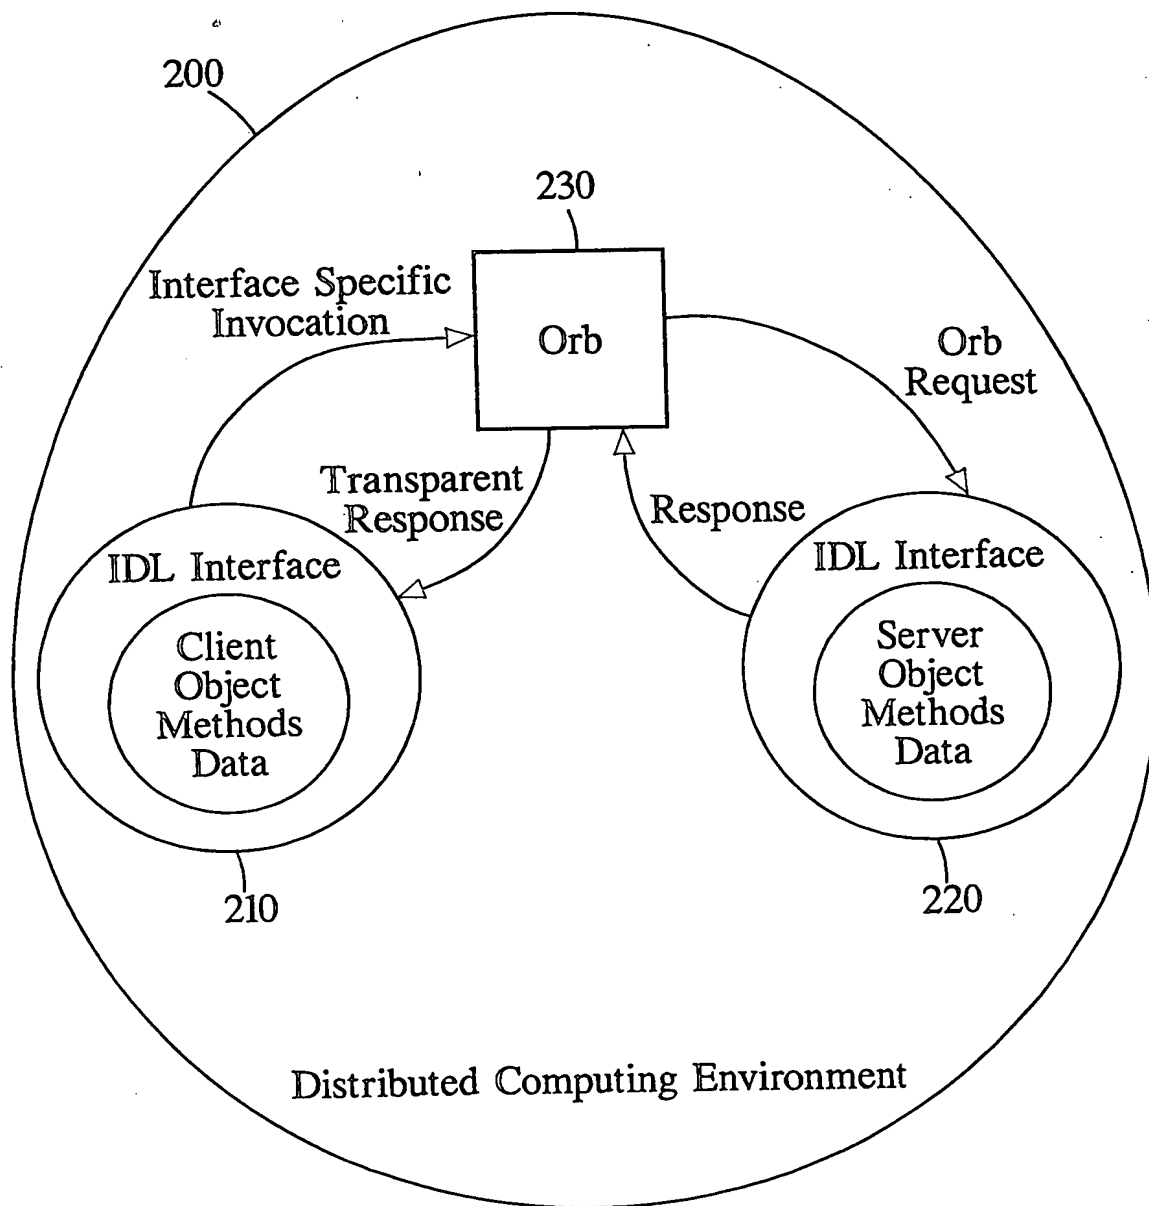 200
230
Interface Specific
Invocation
Orb
Orb
Request
Transparent
Response
Response
IDL Interface
Client
Object
Methods
Data
IDL Interface
Server
Object
Methods
Data
210
220
Distributed Computing Environment